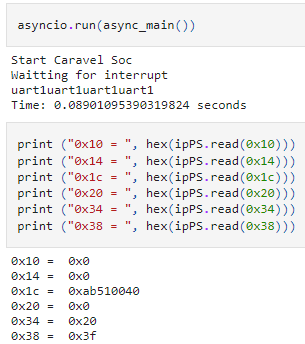 asyncio.run(async_main())
Start Caravel Soc
Waitting for interrupt
uart1uart1uart1uart1
Time: 0.08901095390319824 seconds
print ("0x10 = ", hex(ipPS.read(0x10)))
print ("0x14 = ", hex(ipPS.read(0x14)))
print ("0x1c = ", hex(ipPS.read(0x1c)))
print ("0x20 = ", hex(ipPS.read(0x20)))
print ("0x34 = ", hex(ipPS.read(0x34)))
print ("0x38 = ", hex(ipPS.read(0x38)))
0x10 =  0x0
0x14 =  0x0
0x1c =  0xab510040
0x20 =  0x0
0x34 =  0x20
0x38 =  0x3f